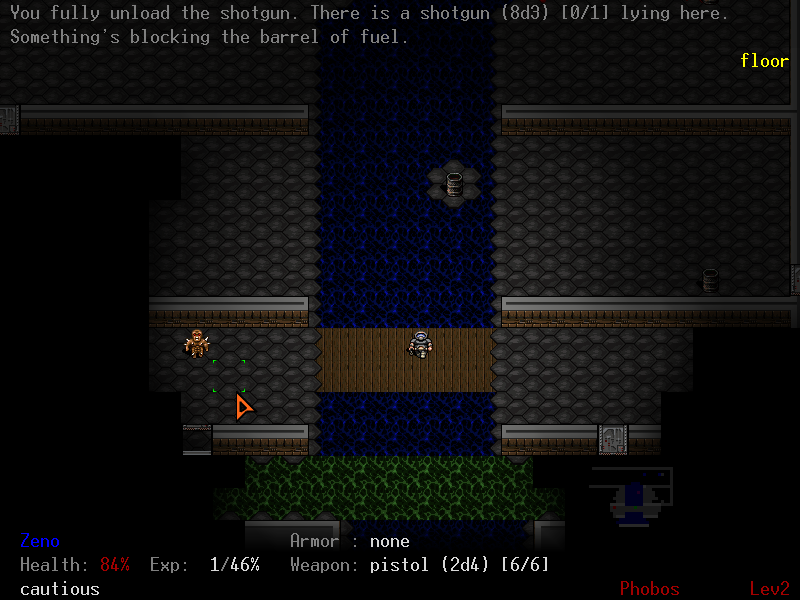 You fully unload the shotgun. There is a shotgun (8d3) [0/1] lying here.
Something's blocking the barrel of fuel.
floor
Zeno Armor : none
Health: 84% Exp: 1/46% Weapon: pistol (2d4) [6/6]
cautious Phobos Lev2